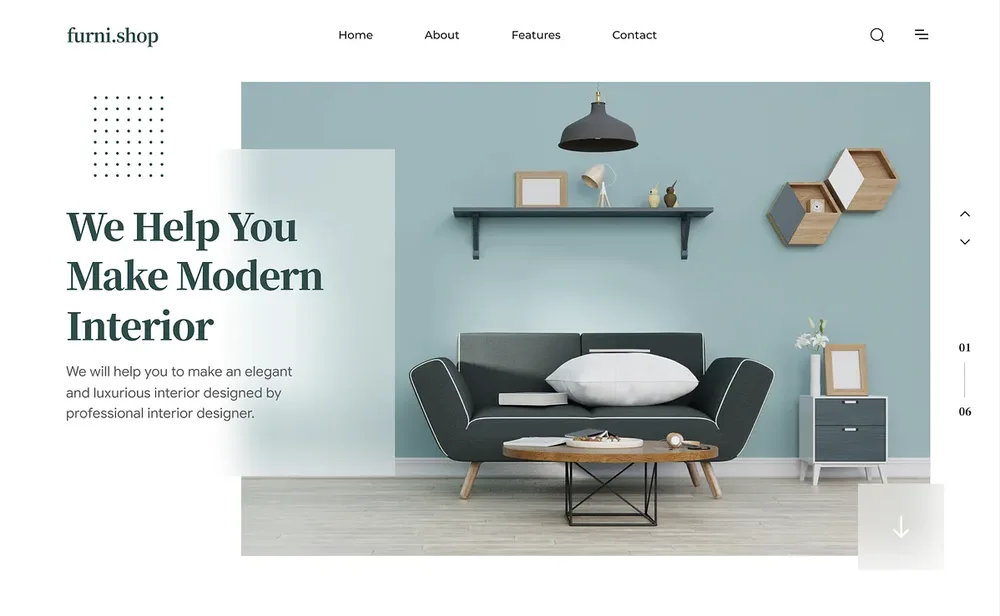 furni.shop
Home About Features Contact
We Help You
Make Modern
Interior
We will help you to make an elegant
and luxurious interior designed by
professional interior designer.
01
06